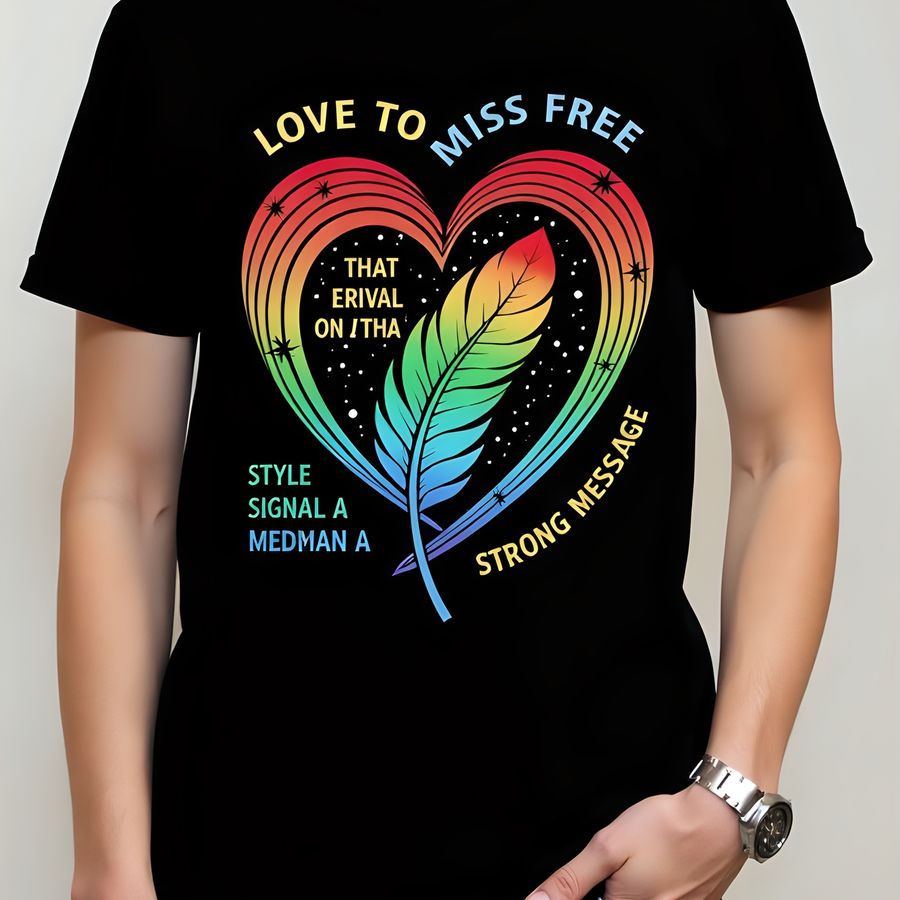 LOVE TO MISS FREE
THAT
ERIVAL
ON ITHA
STYLE
SIGNAL A
MEDMAN A
STRONG MESSAGE